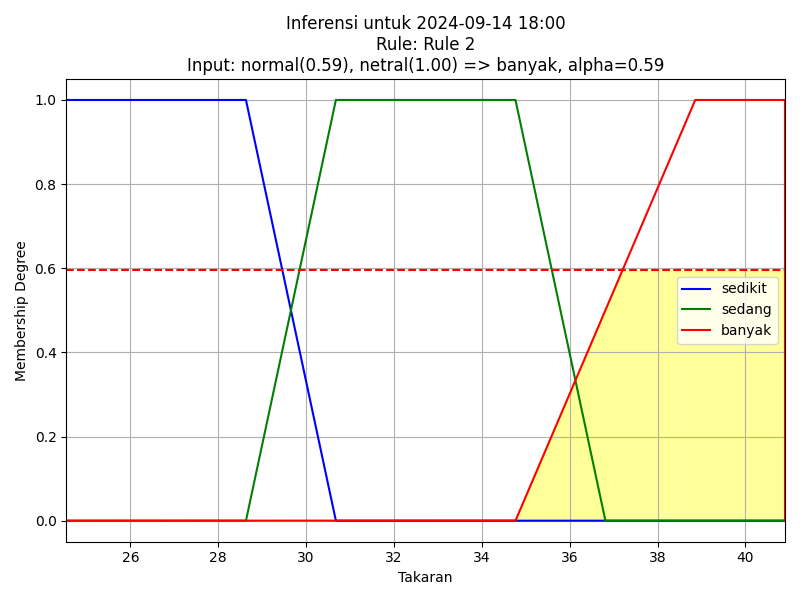 Inferensi untuk 2024-09-14 18:00
Rule: Rule 2
Input: normal(0.59), netral(1.00) => banyak, alpha=0.59
1.0
0.8
0.6
0.4
0.2
0.0
Membership Degree
sedikit
sedang
banyak
26 28 30 32 34 36 38 40
Takaran